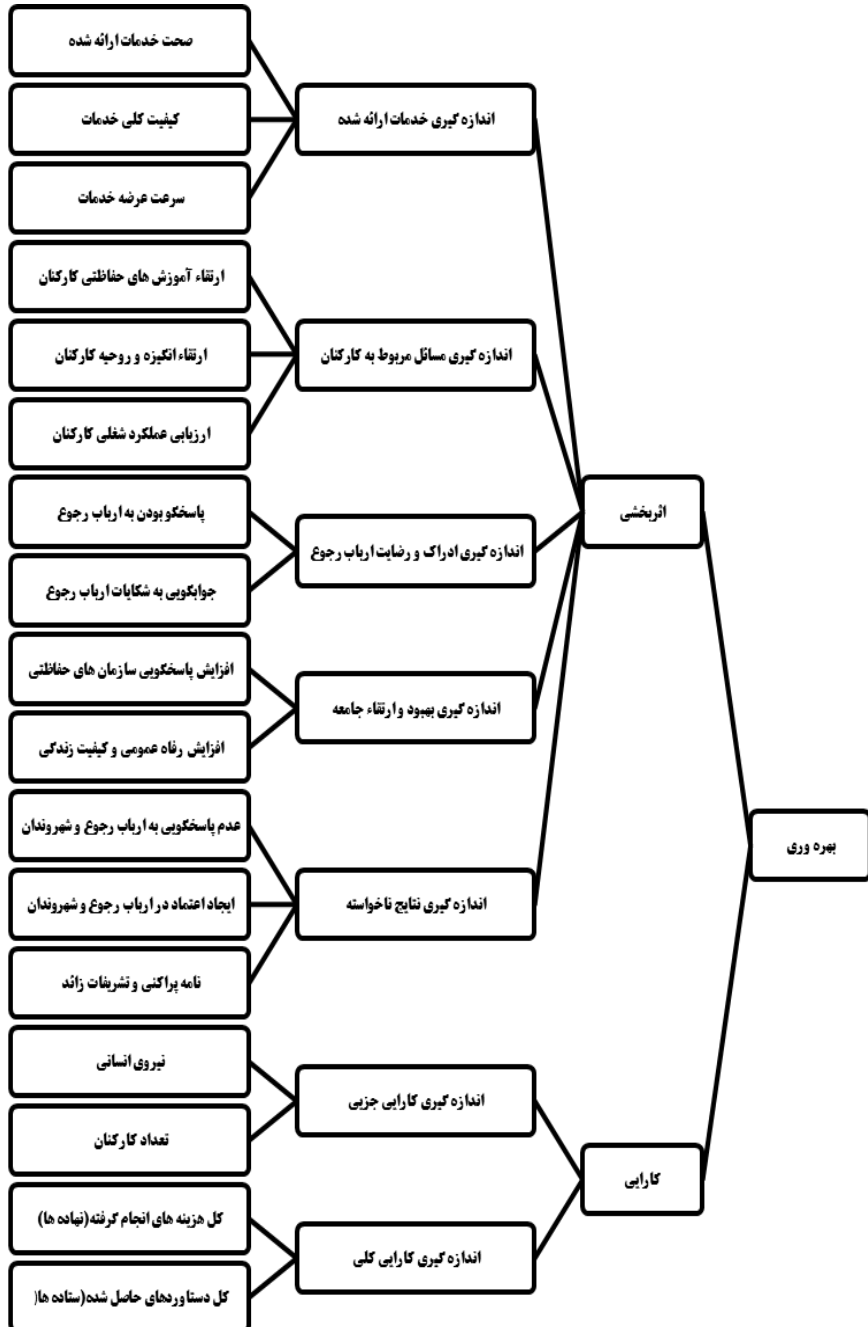 بهره وری
اثربخشی
اندازه گیری خدمات ارائه شده
صحت خدمات ارائه شده
کیفیت کلی خدمات
سرعت عرضه خدمات
اندازه گیری مسائل مربوط به کارکنان
ارتقاء آموزش های حفاظتی کارکنان
ارتقاء انگیزه و روحیه کارکنان
ارزیابی عملکرد شغلی کارکنان
اندازه گیری ادراک و رضایت ارباب رجوع
پاسخگو بودن به ارباب رجوع
جوابگویی به شکایات ارباب رجوع
اندازه گیری بهبود و ارتقاء جامعه
افزایش پاسخگویی سازمان های حفاظتی
افزایش رفاه عمومی و کیفیت زندگی
اندازه گیری نتایج ناخواسته
عدم پاسخگویی به ارباب رجوع و شهروندان
ایجاد اعتماد در ارباب رجوع و شهروندان
نامه پراکنی و تشریفات زائد
کارایی
اندازه گیری کارایی جزیی
نیروی انسانی
تعداد کارکنان
اندازه گیری کارایی کلی
کل هزینه های انجام گرفته(نهاده ها)
کل دستاوردهای حاصل شده(ستاده ها(